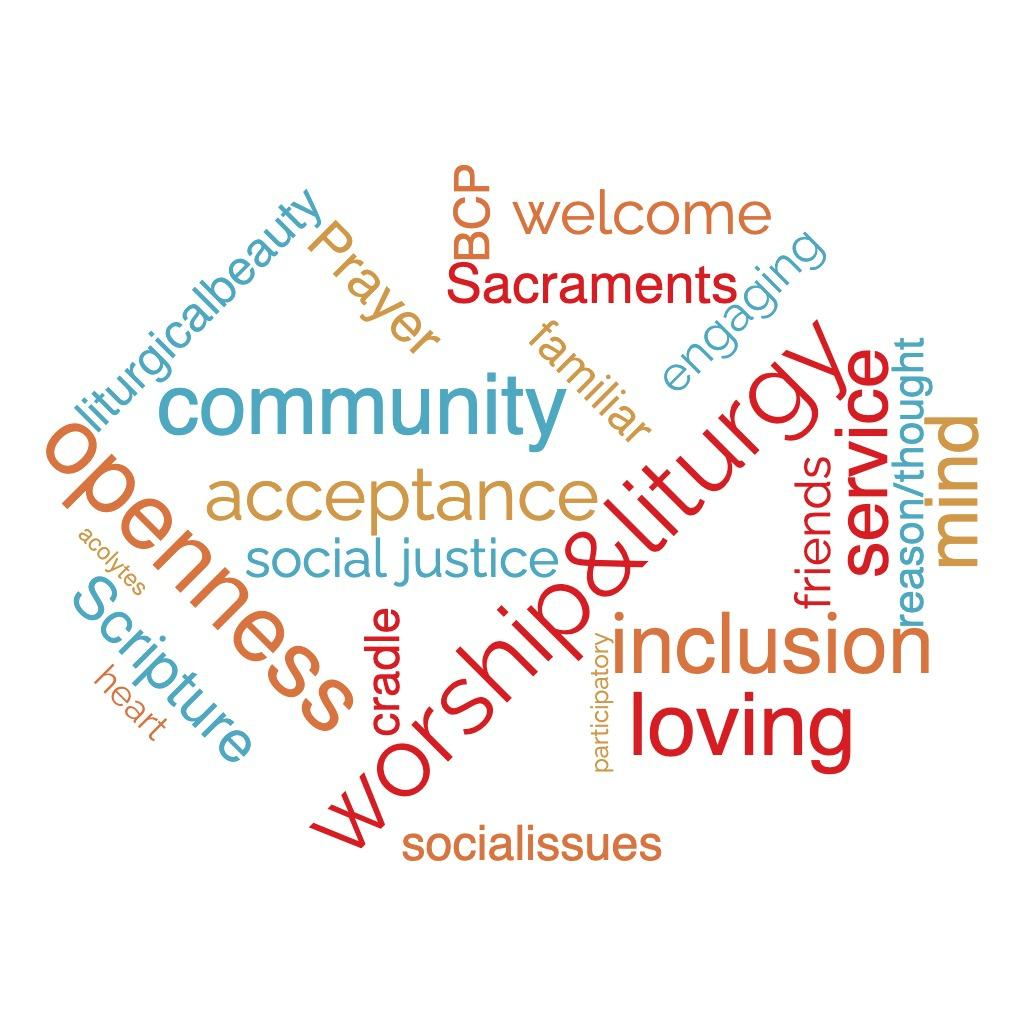 BCP
welcome
liturgicalbeauty
Prayer
Sacraments
engaging
familiar
community
worship&liturgy
service
reason/thought
mind
openness
acceptance
friends
social justice
acolytes
Scripture
cradle
inclusion
participatory
heart
loving
socialissues